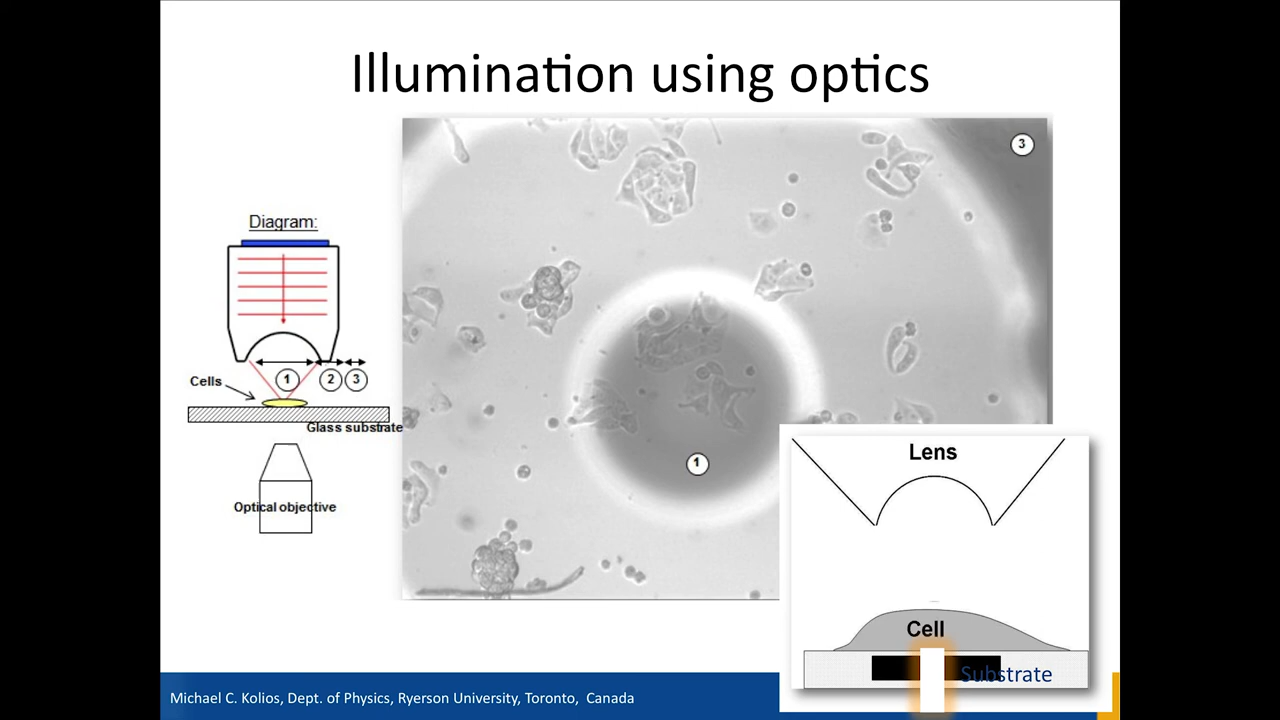 Illumination using optics
Diagram:
1
2
3
Cells
Glass substrate
Optical objective
3
1
Lens
Cell
Substrate
Michael C. Kolios, Dept. of Physics, Ryerson University, Toronto, Canada